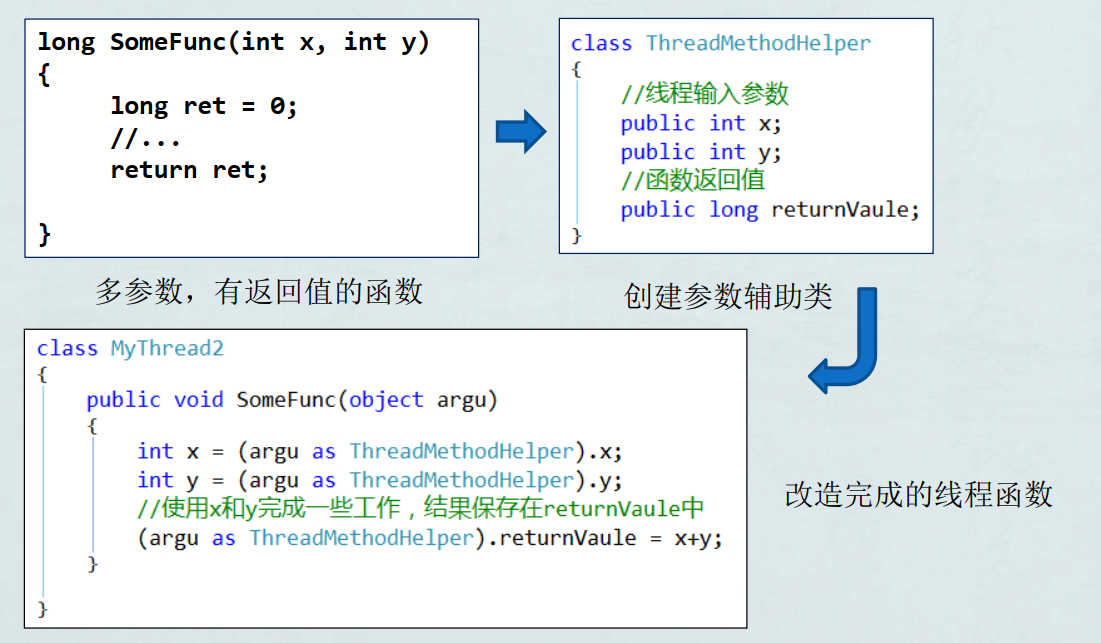 long SomeFunc(int x, int y)
{
long ret = 0;
//...
return ret;
}
多参数，有返回值的函数
class ThreadMethodHelper
{
//线程输入参数
public int x;
public int y;
//函数返回值
public long returnVaule;
}
创建参数辅助类
class MyThread2
{
public void SomeFunc(object argu)
{
int x = (argu as ThreadMethodHelper).x;
int y = (argu as ThreadMethodHelper).y;
//使用x和y完成一些工作，结果保存在returnVaule中
(argu as ThreadMethodHelper).returnVaule = x+y;
}
}
改造完成的线程函数